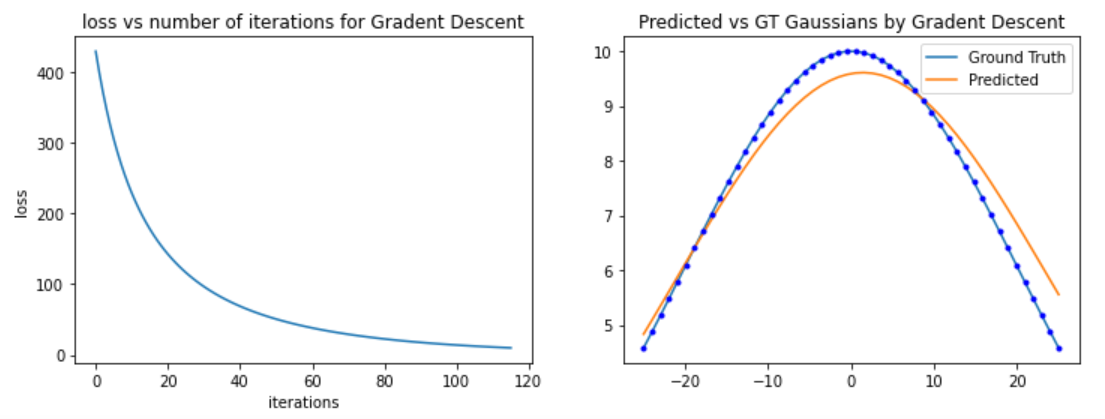 loss vs number of iterations for Gradent Descent
400
300
200
100
0
loss
0 20 40 60 80 100 120
iterations
Predicted vs GT Gaussians by Gradent Descent
10
9
8
7
6
5
Ground Truth
Predicted
−20 −10 0 10 20